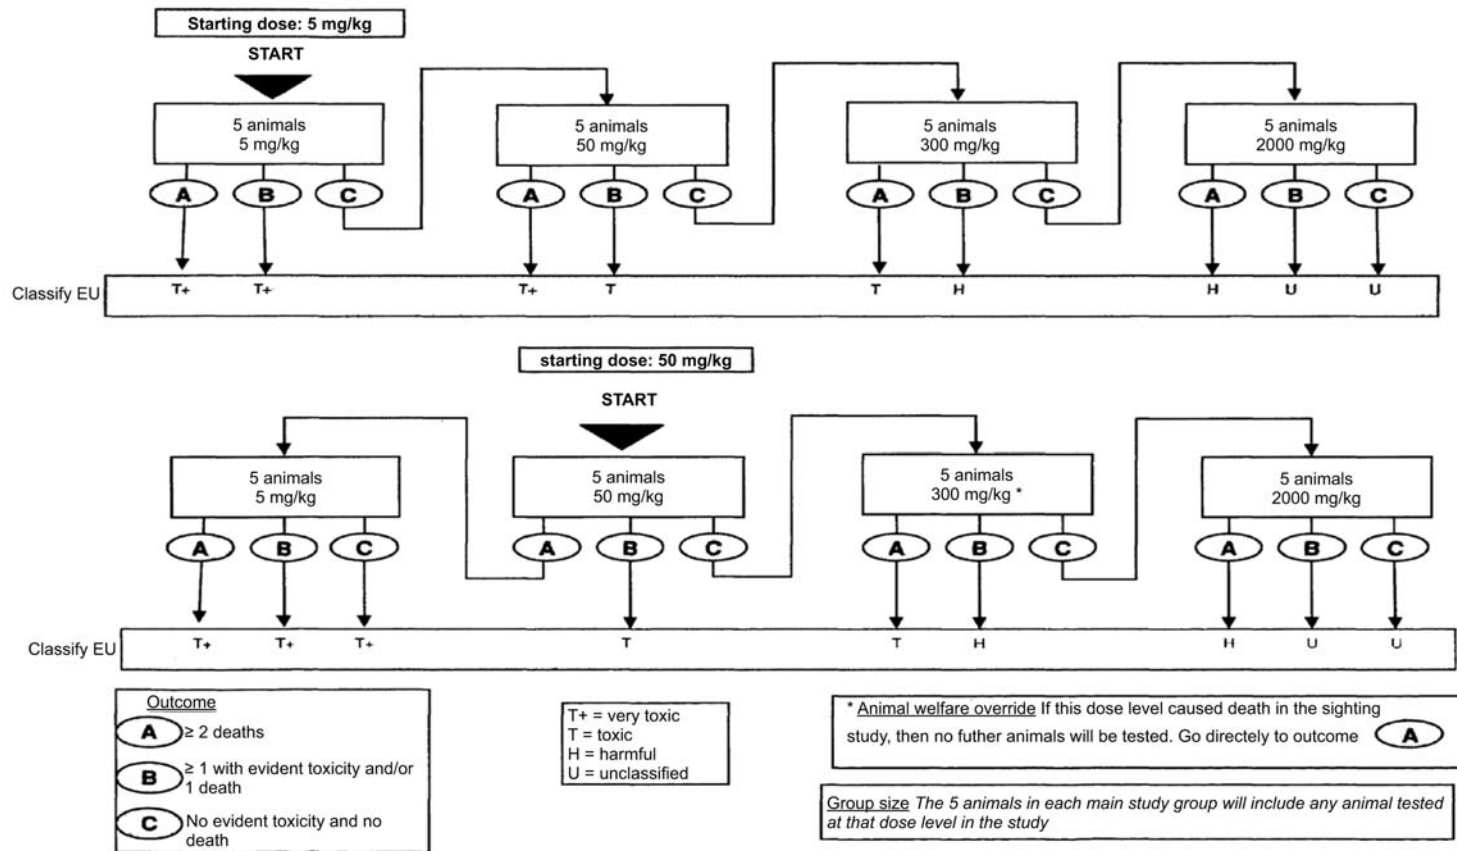 Starting dose: 5 mg/kg
START
5 animals
5 mg/kg
5 animals
50 mg/kg
5 animals
300 mg/kg
5 animals
2000 mg/kg
A B C A B C A B C A B C
Classify EU T+ T+ T+ T T H H U U
starting dose: 50 mg/kg
START
5 animals
5 mg/kg
5 animals
50 mg/kg
5 animals
300 mg/kg *
5 animals
2000 mg/kg
A B C A B C A B C A B C
Classify EU T+ T+ T+ T T H H U U
Outcome
A ≥ 2 deaths
B ≥ 1 with evident toxicity and/or
1 death
C No evident toxicity and no
death
T+ = very toxic
T = toxic
H = harmful
U = unclassified
* Animal welfare override If this dose level caused death in the sighting
study, then no futher animals will be tested. Go directely to outcome A
Group size The 5 animals in each main study group will include any animal tested
at that dose level in the study